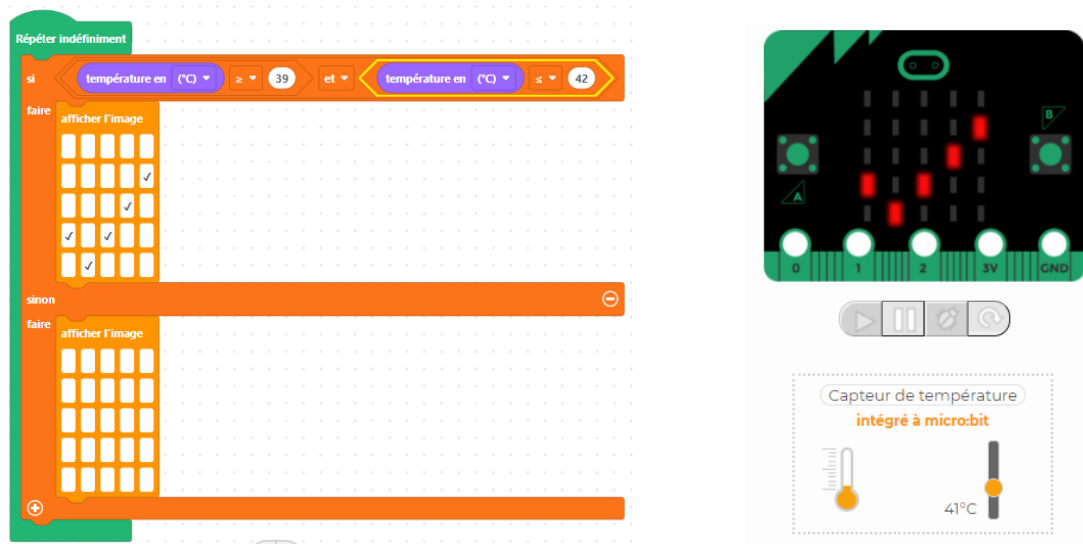 Répéter indéfiniment
si température en (°C) ≥ 39 et température en (°C) ≤ 42
faire
afficher l'image
sinon
faire
afficher l'image
B
A
0 1 2 3V GND
Capteur de température
intégré à micro:bit
41°C